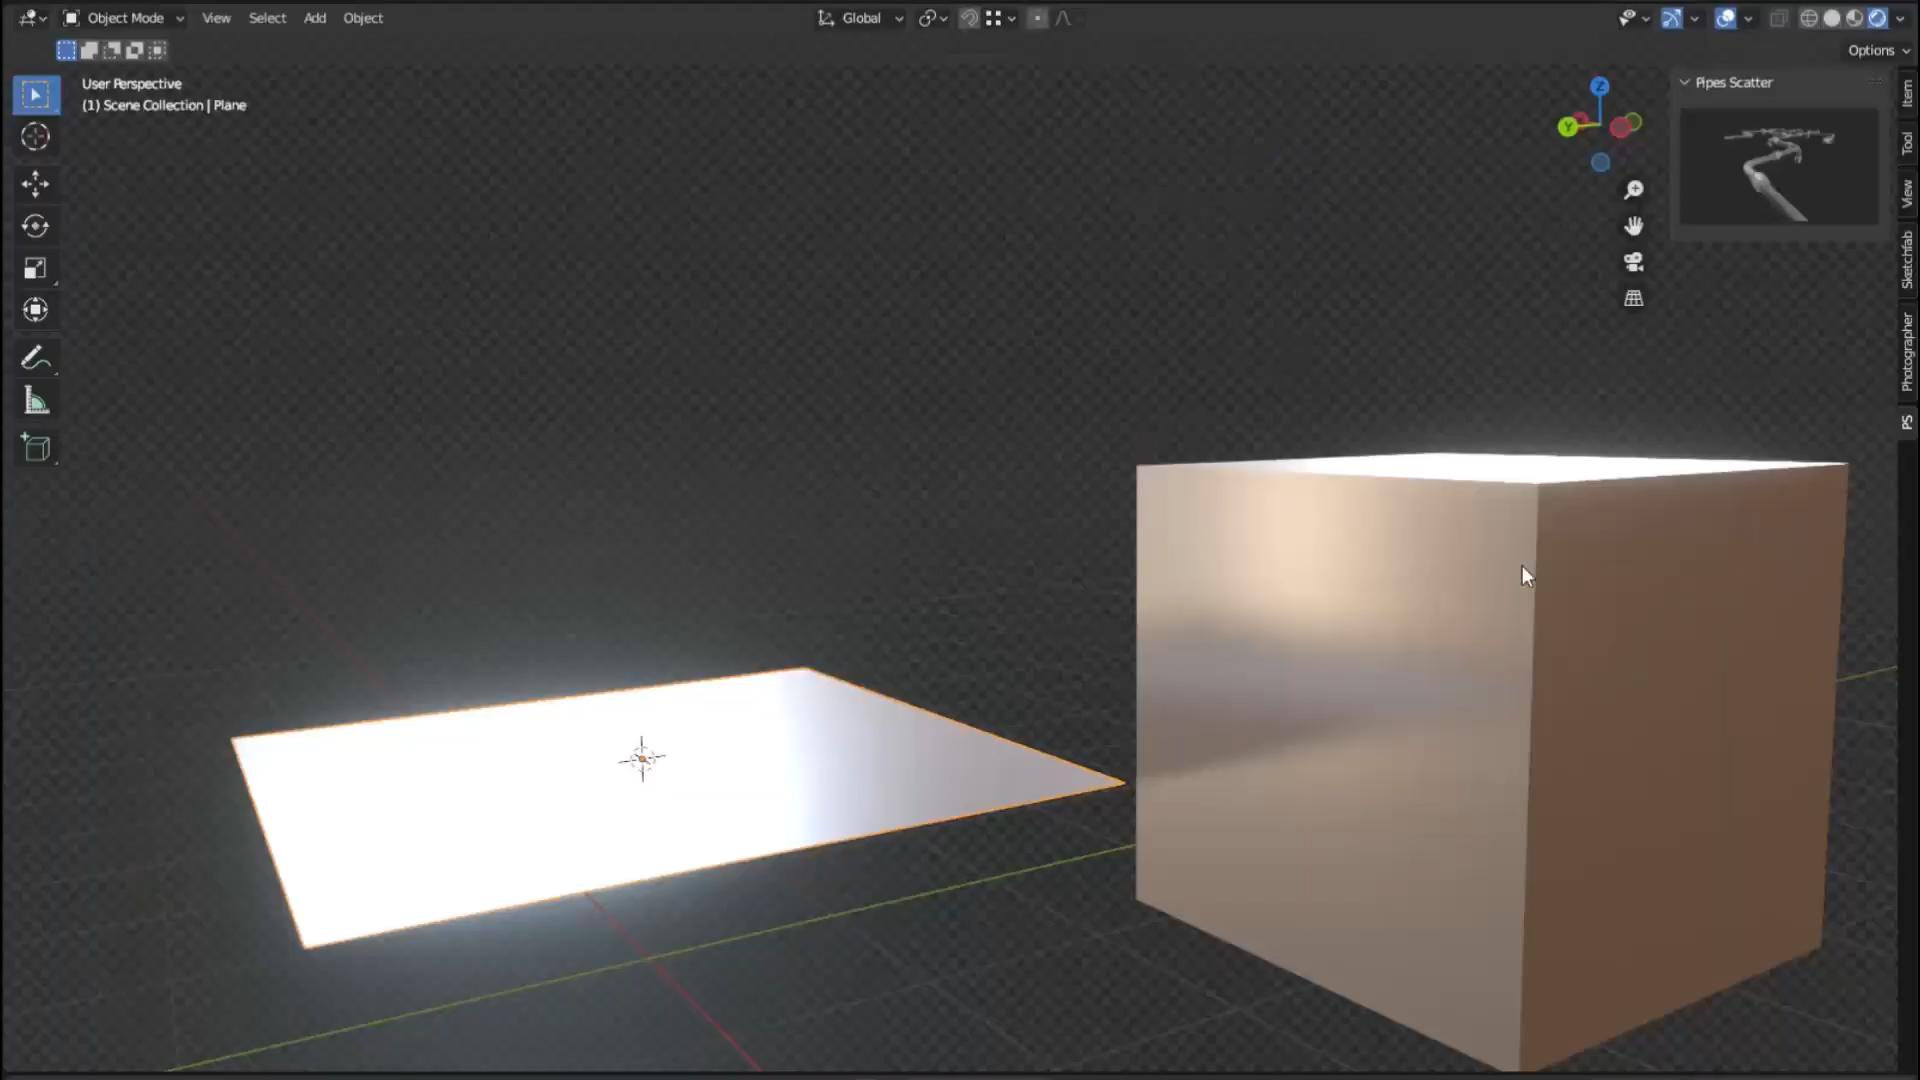 Object Mode View Select Add Object Global
Options
User Perspective
(1) Scene Collection | Plane
Z
Y
Pipes Scatter
Item
Tool
View
Sketchfab
Photographer
PS